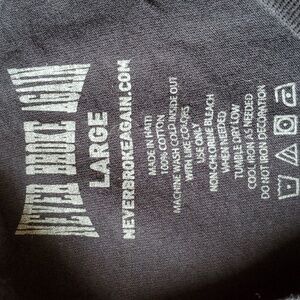 NEVER BROKE AGAIN
LARGE
NEVERBROKEAGAIN.COM
MADE IN HAITI
100% COTTON
MACHINE WASH COLD INSIDE OUT
WITH LIKE COLORS
USE ONLY
NON-CHLORINE BLEACH
WHEN NEEDED
TUMBLE DRY LOW
COOL IRON AS NEEDED
DO NOT IRON DECORATION